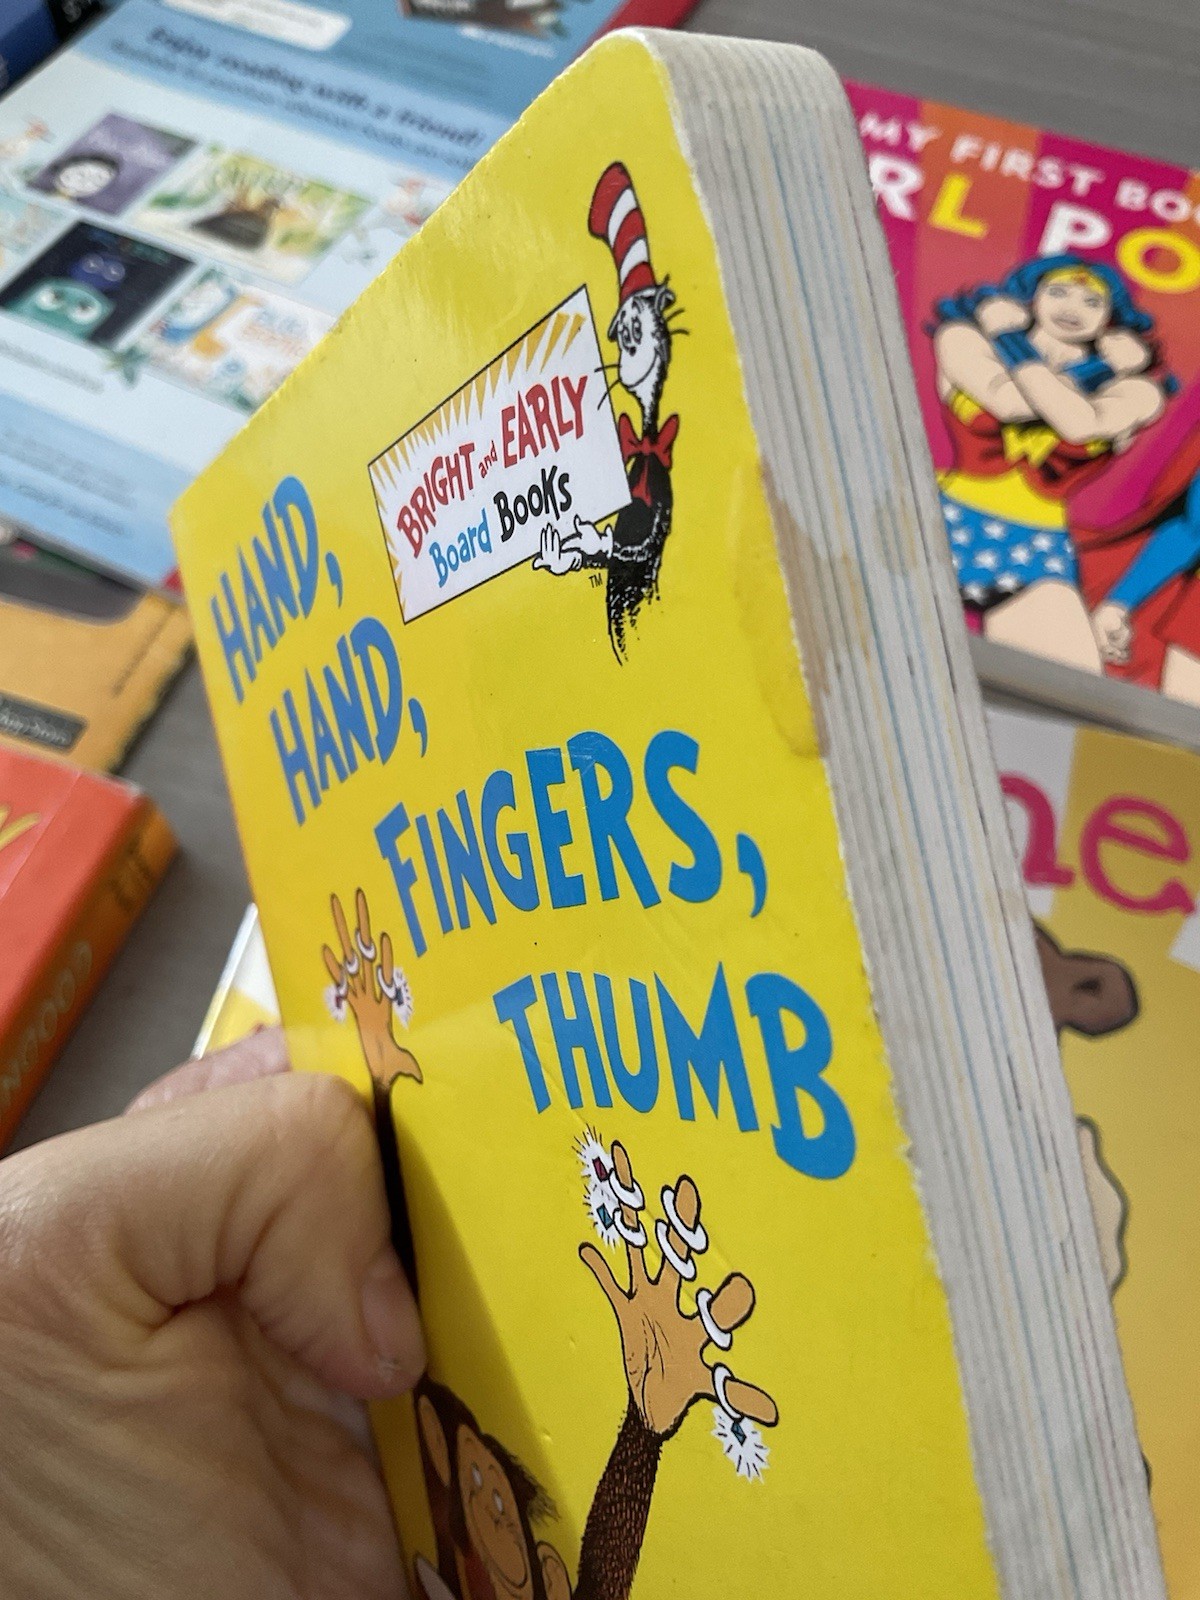 BRIGHT and EARLY
Board BOOKS
TM
HAND,
HAND,
FINGERS,
THUMB
Enjoy reading with a friend!
MY FIRST BO
RL PO
W
ne